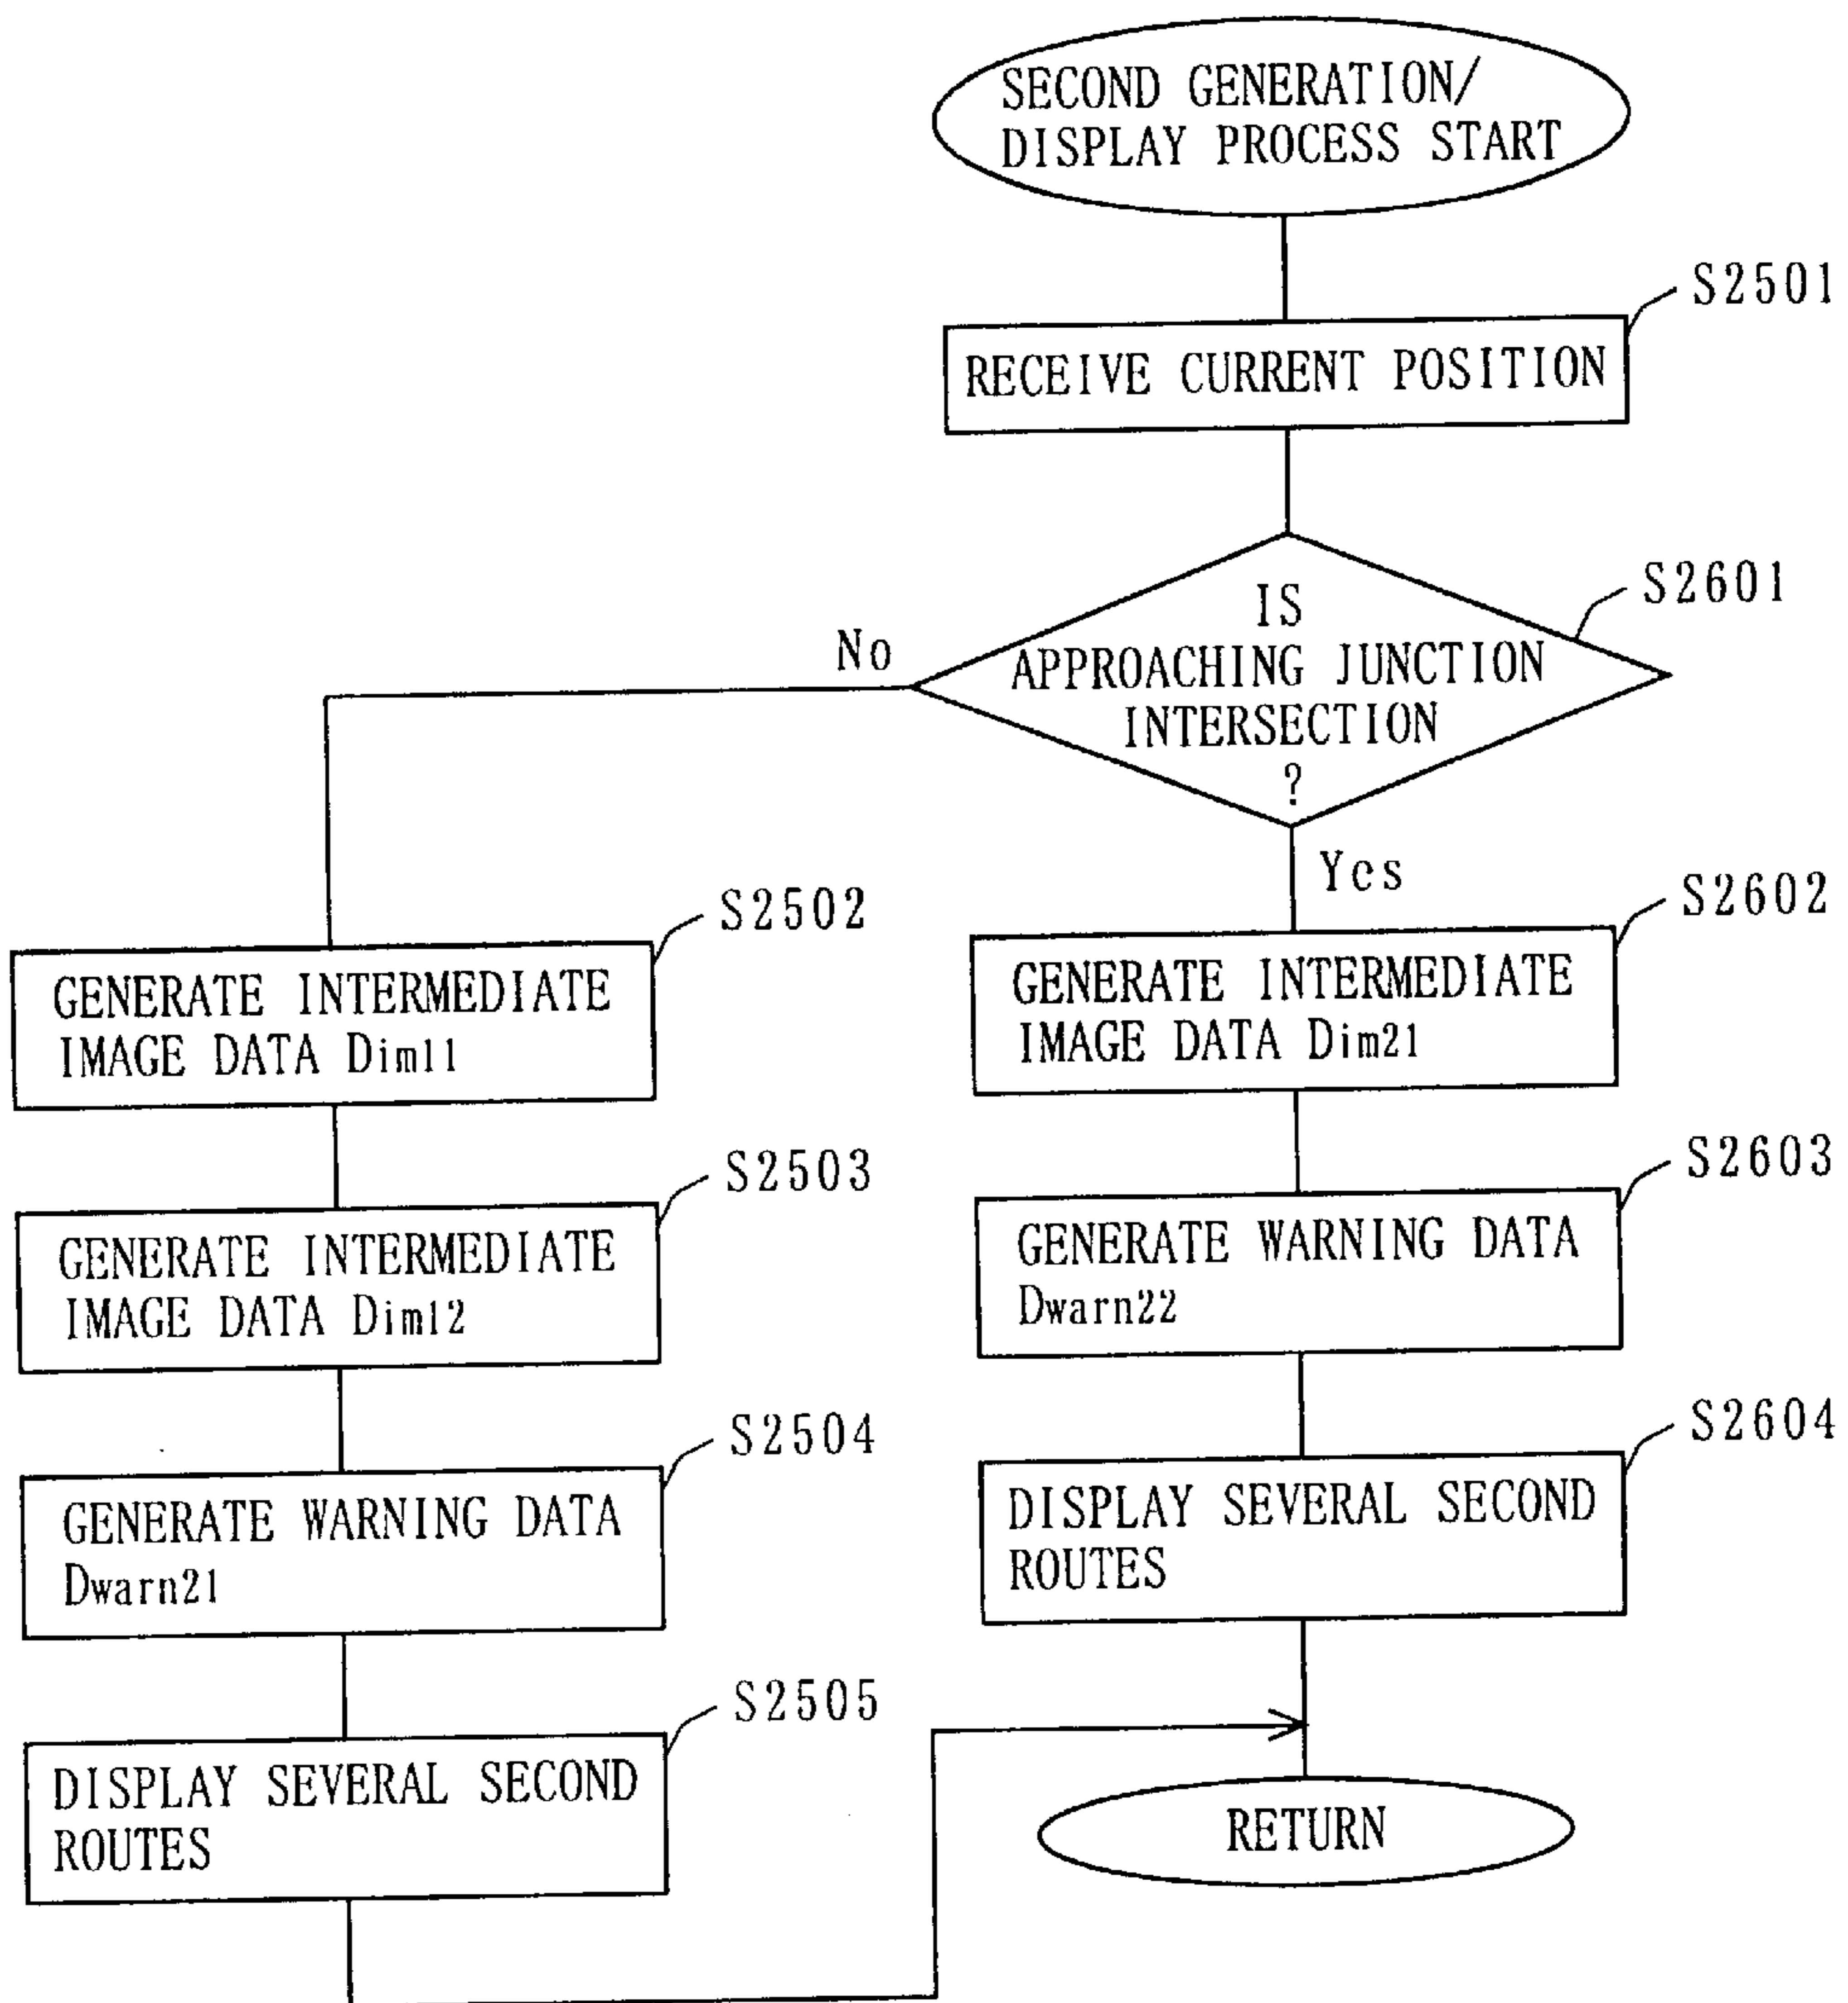 SECOND GENERATION/
DISPLAY PROCESS START
S2501
RECEIVE CURRENT POSITION
S2601
IS
APPROACHING JUNCTION
INTERSECTION
?
No
Yes
S2502
GENERATE INTERMEDIATE
IMAGE DATA Dim11
S2602
GENERATE INTERMEDIATE
IMAGE DATA Dim21
S2503
GENERATE INTERMEDIATE
IMAGE DATA Dim12
S2603
GENERATE WARNING DATA
Dwarn22
S2504
GENERATE WARNING DATA
Dwarn21
S2604
DISPLAY SEVERAL SECOND
ROUTES
S2505
DISPLAY SEVERAL SECOND
ROUTES
RETURN